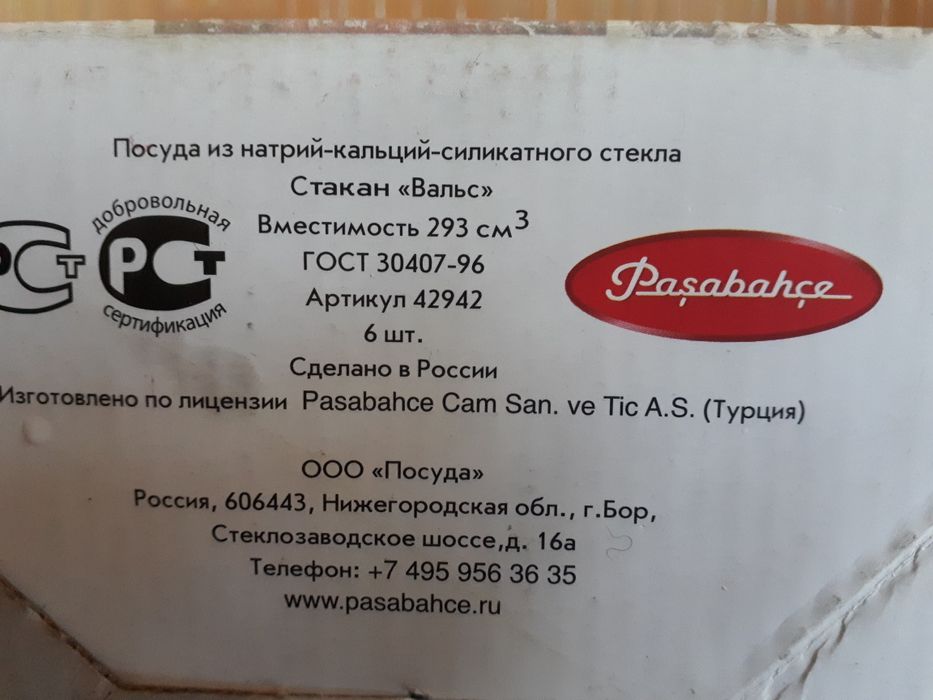 Посуда из натрий-кальций-силикатного стекла
Стакан «Вальс»
Вместимость 293 см³
ГОСТ 30407-96
Артикул 42942
6 шт.
Сделано в России
Изготовлено по лицензии Pasabahce Cam San. ve Tic A.S. (Турция)
РСТ
добровольная
РСТ
сертификация
Paşabahçe
ООО «Посуда»
Россия, 606443, Нижегородская обл., г.Бор,
Стеклозаводское шоссе,д. 16а
Телефон: +7 495 956 36 35
www.pasabahce.ru